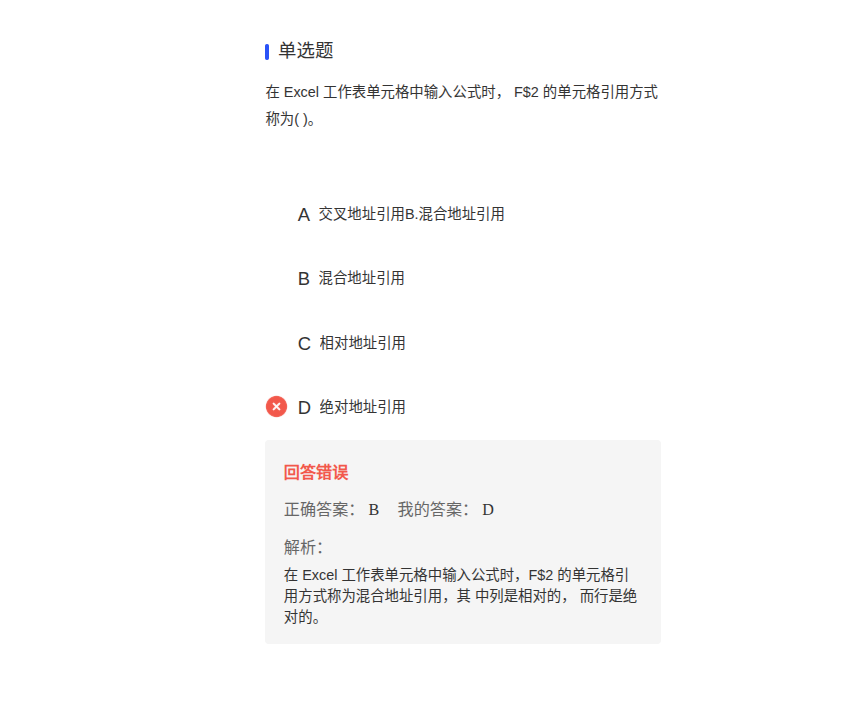 单选题
在 Excel 工作表单元格中输入公式时， F$2 的单元格引用方式
称为( )。
A 交叉地址引用B.混合地址引用
B 混合地址引用
C 相对地址引用
D 绝对地址引用
回答错误
正确答案： B 我的答案： D
解析：
在 Excel 工作表单元格中输入公式时，F$2 的单元格引
用方式称为混合地址引用，其 中列是相对的， 而行是绝
对的。